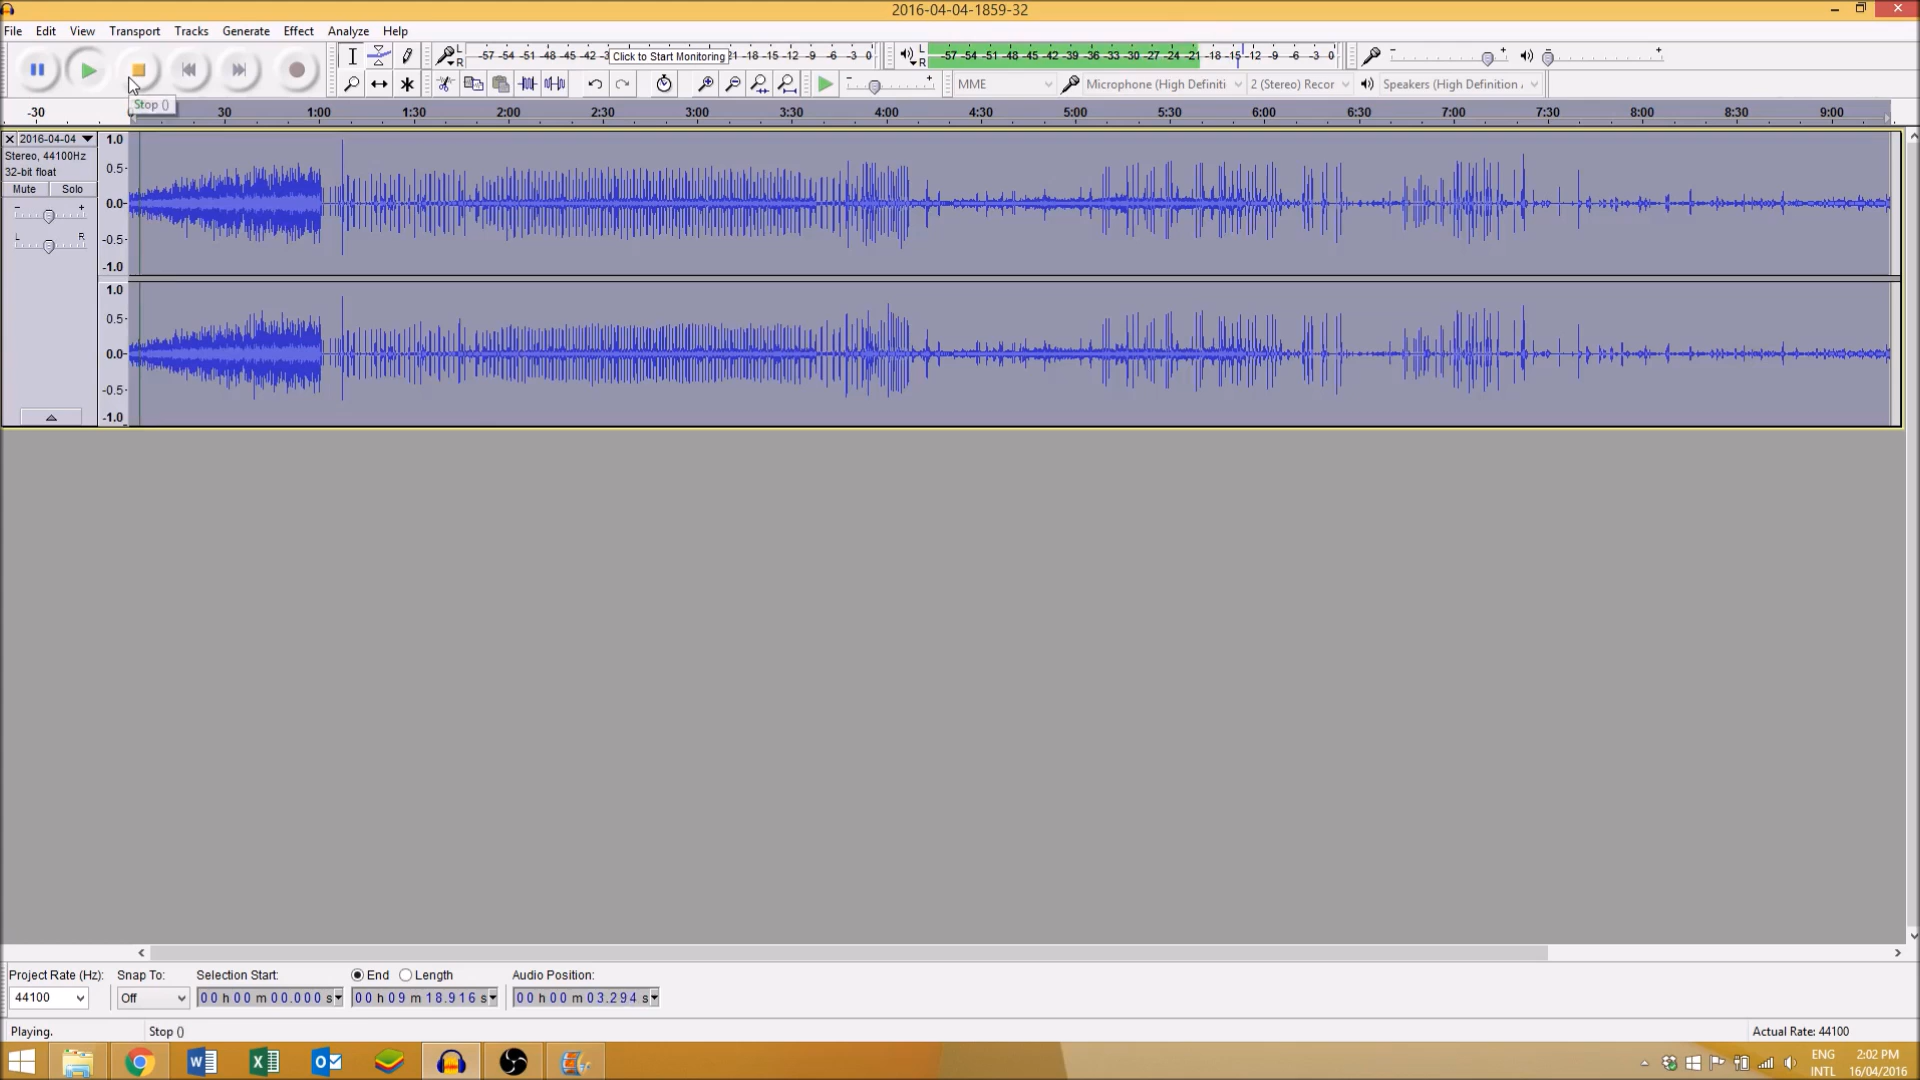 2016-04-04-1859-32
File Edit View Transport Tracks Generate Effect Analyze Help
L R -57 -54 -51 -48 -45 -42 -3 Click to Start Monitoring 21 -18 -15 -12 -9 -6 -3 0
L R -57 -54 -51 -48 -45 -42 -39 -36 -33 -30 -27 -24 -21 -18 -15 -12 -9 -6 -3 0
MME Microphone (High Definiti 2 (Stereo) Recor Speakers (High Definition
Stop ()
-30 30 1:00 1:30 2:00 2:30 3:00 3:30 4:00 4:30 5:00 5:30 6:00 6:30 7:00 7:30 8:00 8:30 9:00
2016-04-04
Stereo, 44100Hz
32-bit float
Mute Solo
- +
L R
1.0
0.5
0.0
-0.5
-1.0
1.0
0.5
0.0
-0.5
-1.0
Project Rate (Hz): Snap To: Selection Start: End Length Audio Position:
44100 Off 00 h 00 m 00.000 s 00 h 09 m 18.916 s 00 h 00 m 03.294 s
Playing. Stop () Actual Rate: 44100
ENG 2:02 PM
INTL 16/04/2016